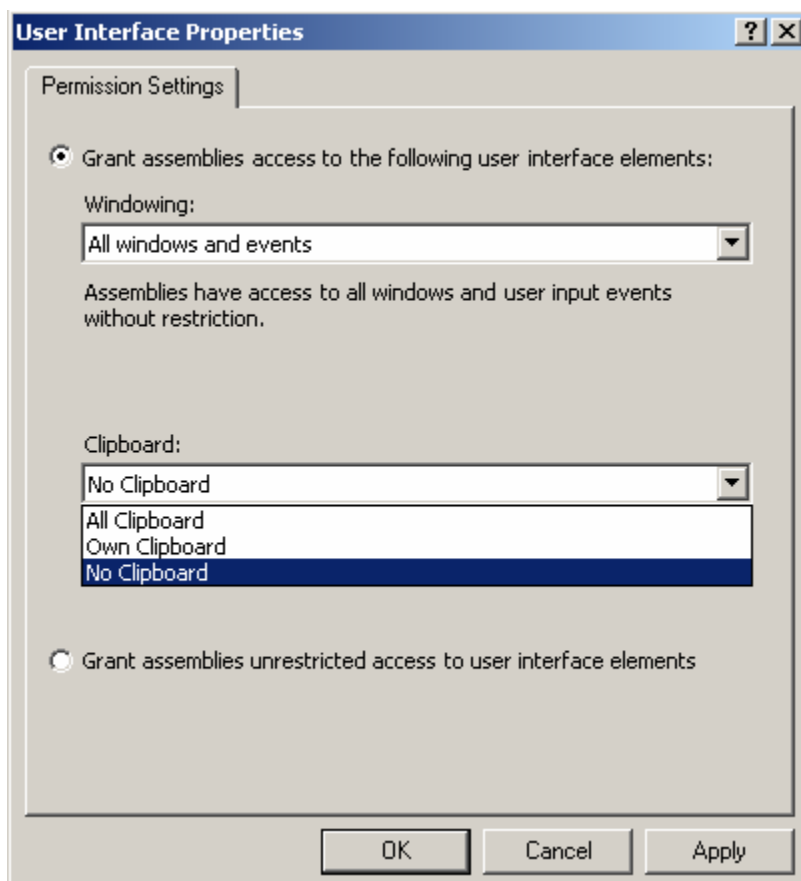 User Interface Properties
Permission Settings
Grant assemblies access to the following user interface elements:
Windowing:
All windows and events
Assemblies have access to all windows and user input events
without restriction.
Clipboard:
No Clipboard
All Clipboard
Own Clipboard
No Clipboard
Grant assemblies unrestricted access to user interface elements
OK Cancel Apply